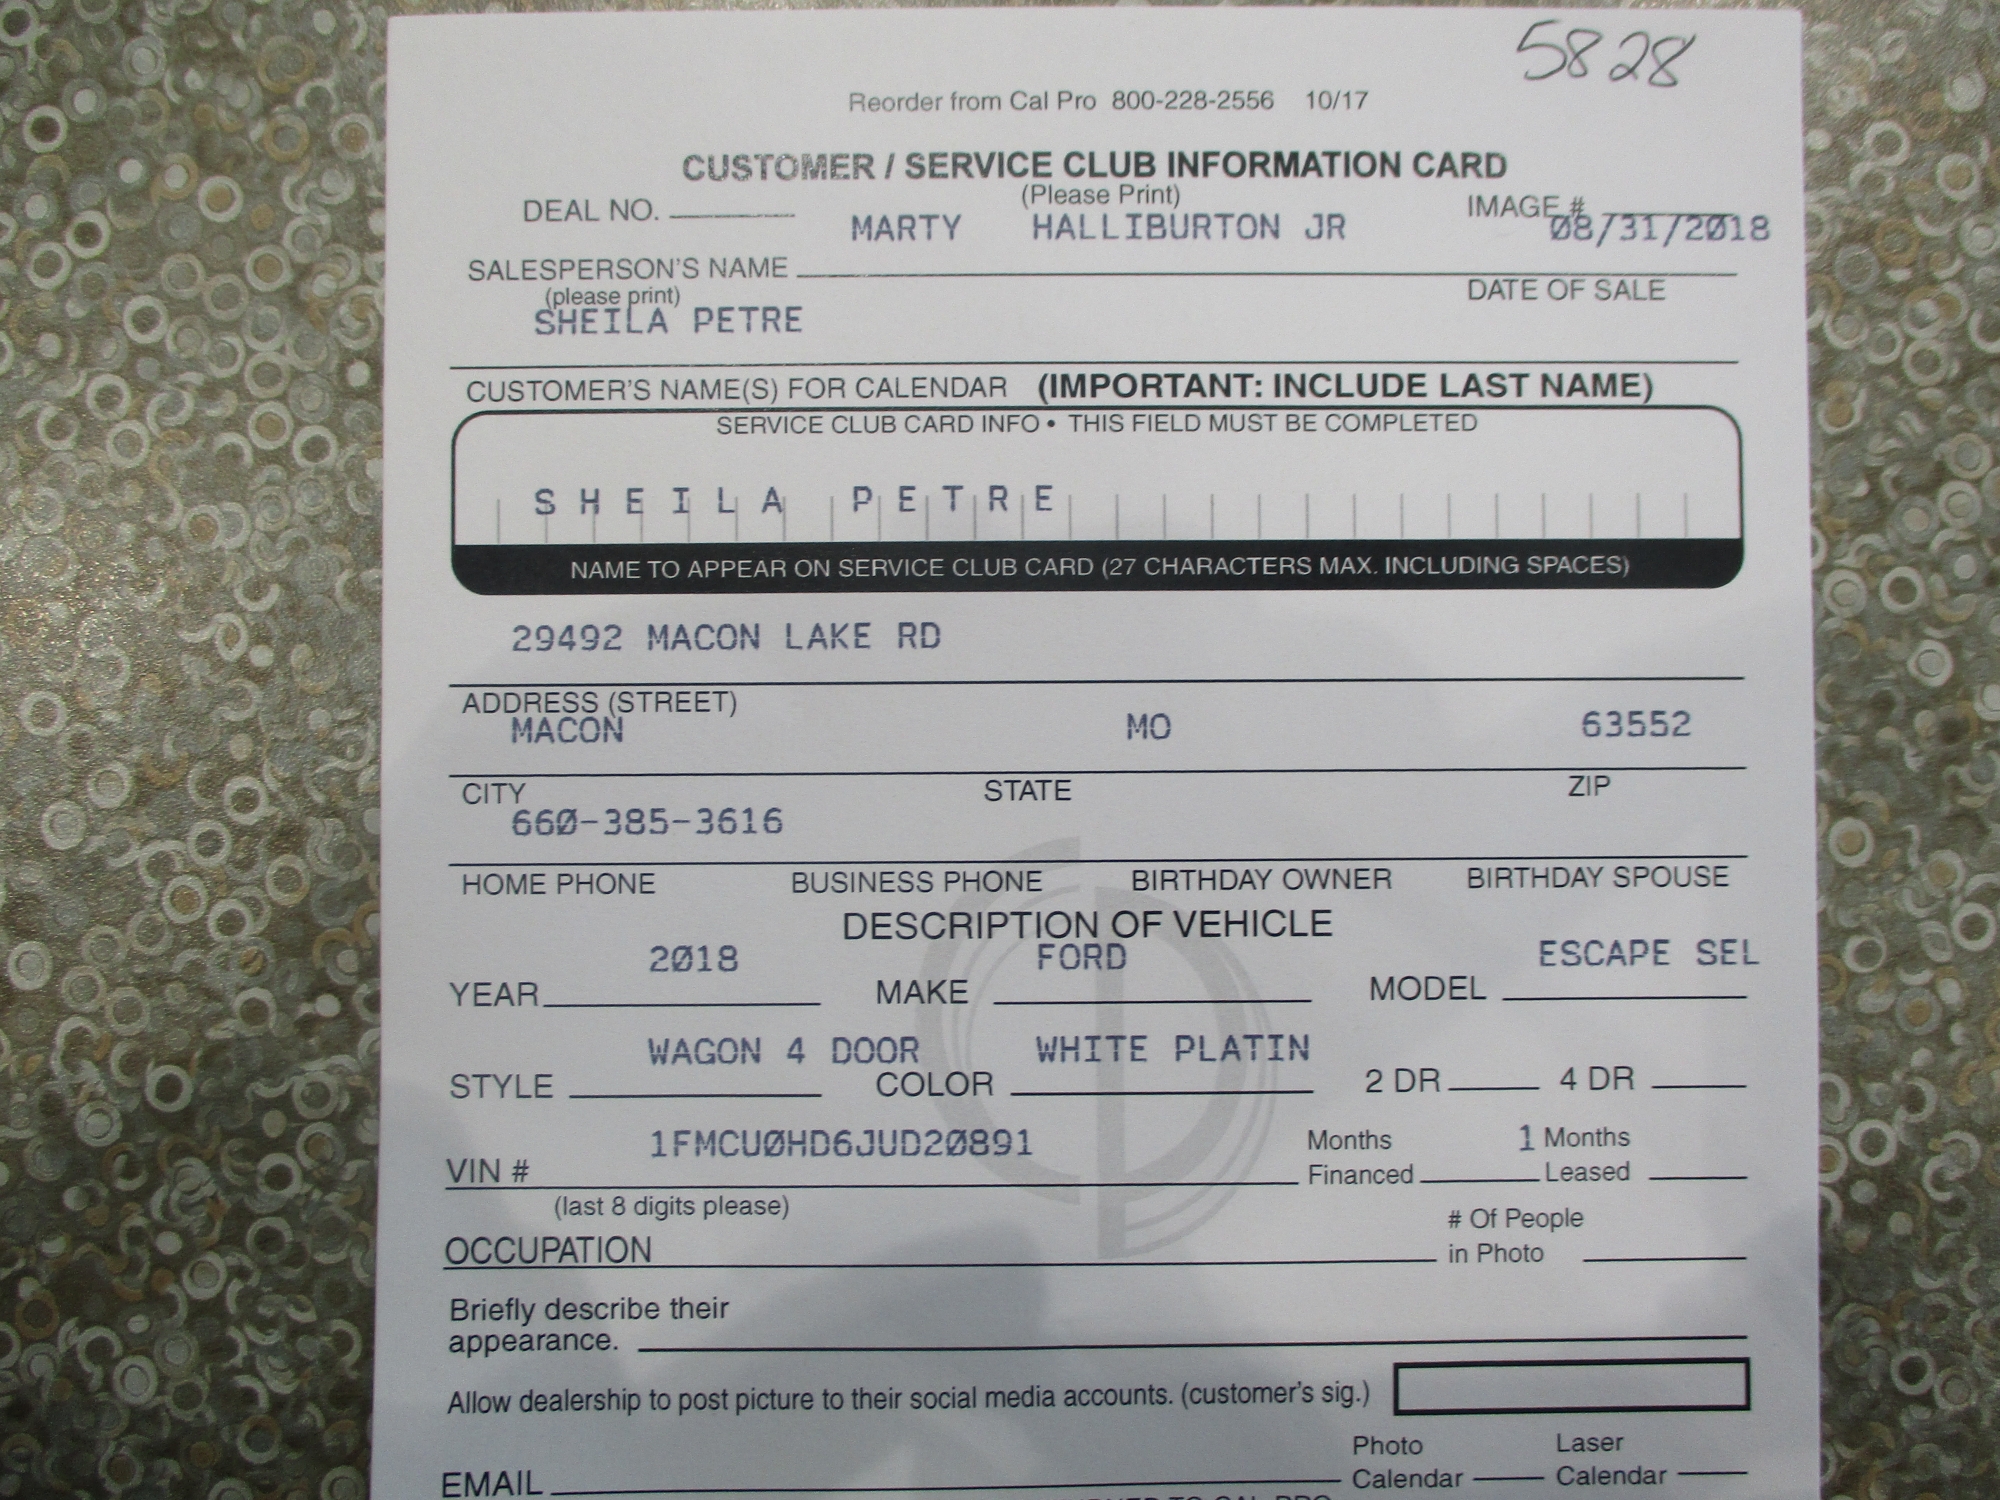 5828
Reorder from Cal Pro 800-228-2556 10/17
CUSTOMER / SERVICE CLUB INFORMATION CARD
(Please Print)
DEAL NO. IMAGE #
MARTY HALLIBURTON JR 08/31/2018
SALESPERSON'S NAME
(please print) DATE OF SALE
SHEILA PETRE
CUSTOMER'S NAME(S) FOR CALENDAR (IMPORTANT: INCLUDE LAST NAME)
SERVICE CLUB CARD INFO • THIS FIELD MUST BE COMPLETED
SHEILA PETRE
NAME TO APPEAR ON SERVICE CLUB CARD (27 CHARACTERS MAX. INCLUDING SPACES)
29492 MACON LAKE RD
ADDRESS (STREET)
MACON MO 63552
CITY STATE ZIP
660-385-3616
HOME PHONE BUSINESS PHONE BIRTHDAY OWNER BIRTHDAY SPOUSE
DESCRIPTION OF VEHICLE
2018 FORD ESCAPE SEL
YEAR MAKE MODEL
WAGON 4 DOOR WHITE PLATIN
STYLE COLOR 2 DR 4 DR
1FMCU0HD6JUD20891 Months 1 Months
VIN # Financed Leased
(last 8 digits please)
# Of People
OCCUPATION in Photo
Briefly describe their
appearance.
Allow dealership to post picture to their social media accounts. (customer's sig.)
Photo Laser
EMAIL Calendar Calendar